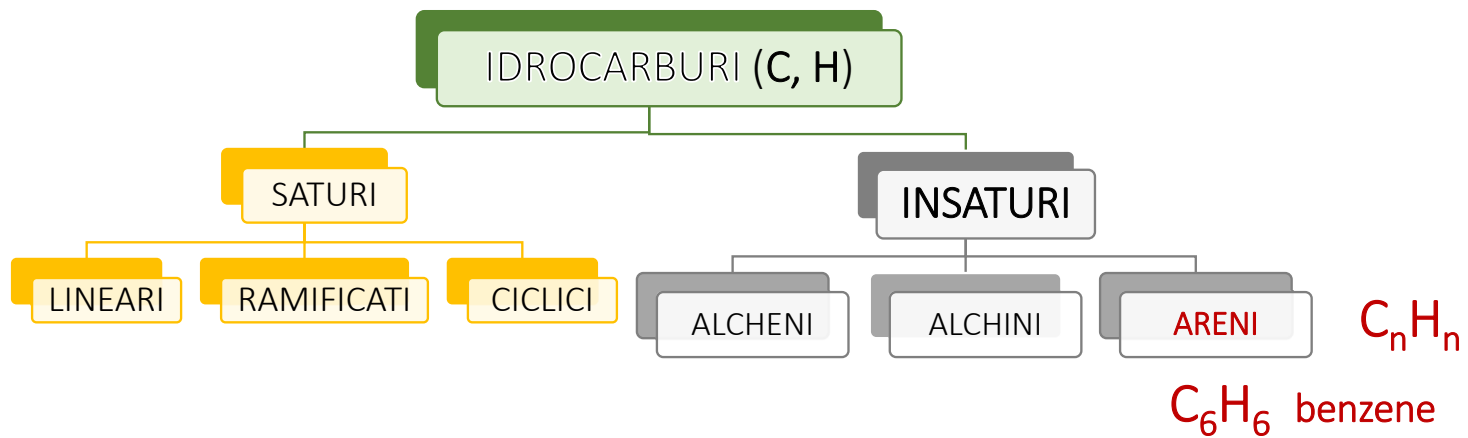 IDROCARBURI (C, H)
SATURI
INSATURI
LINEARI
RAMIFICATI
CICLICI
ALCHENI
ALCHINI
ARENI
CₙHₙ
C₆H₆ benzene